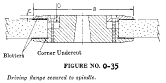 E
D
B
Blotters
Corner Undercut
FIGURE NO. 0-35
Driving flange secured to spindle.